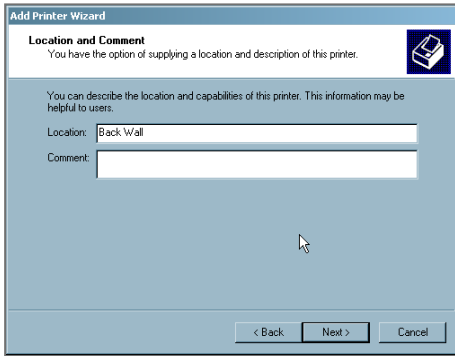 Add Printer Wizard
Location and Comment
You have the option of supplying a location and description of this printer.
You can describe the location and capabilities of this printer. This information may be
helpful to users.
Location: Back Wall
Comment:
< Back Next > Cancel